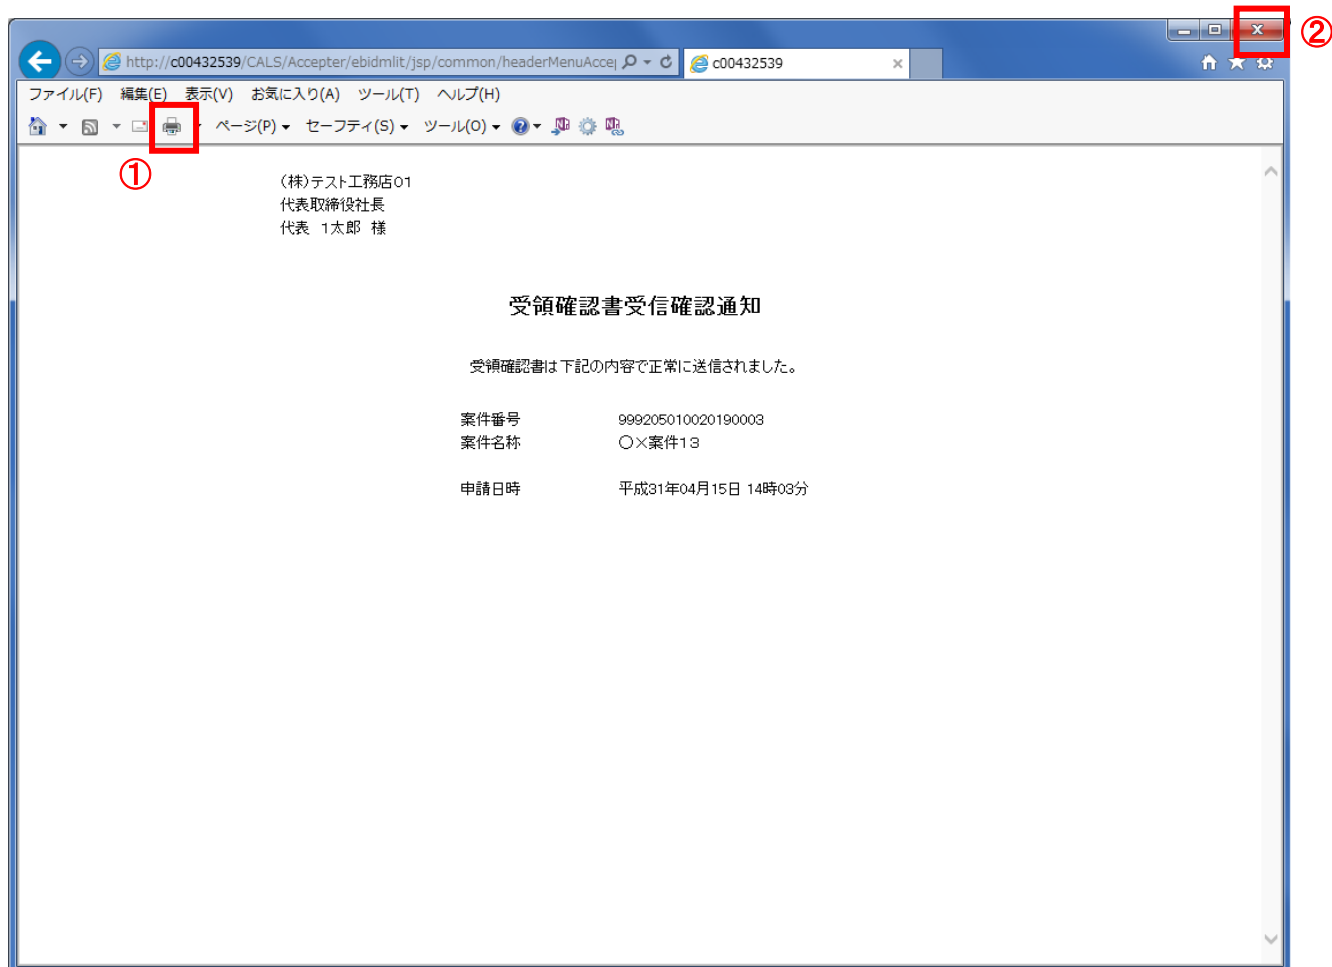 ②
http://c00432539/CALS/Accepter/ebidmlit/jsp/common/headerMenuAcce
c00432539
ファイル(F) 編集(E) 表示(V) お気に入り(A) ツール(T) ヘルプ(H)
ページ(P) セーフティ(S) ツール(O)
①
(株)テスト工務店01
代表取締役社長
代表 1太郎 様
受領確認書受信確認通知
受領確認書は下記の内容で正常に送信されました。
案件番号 999205010020190003
案件名称 〇×案件13
申請日時 平成31年04月15日 14時03分